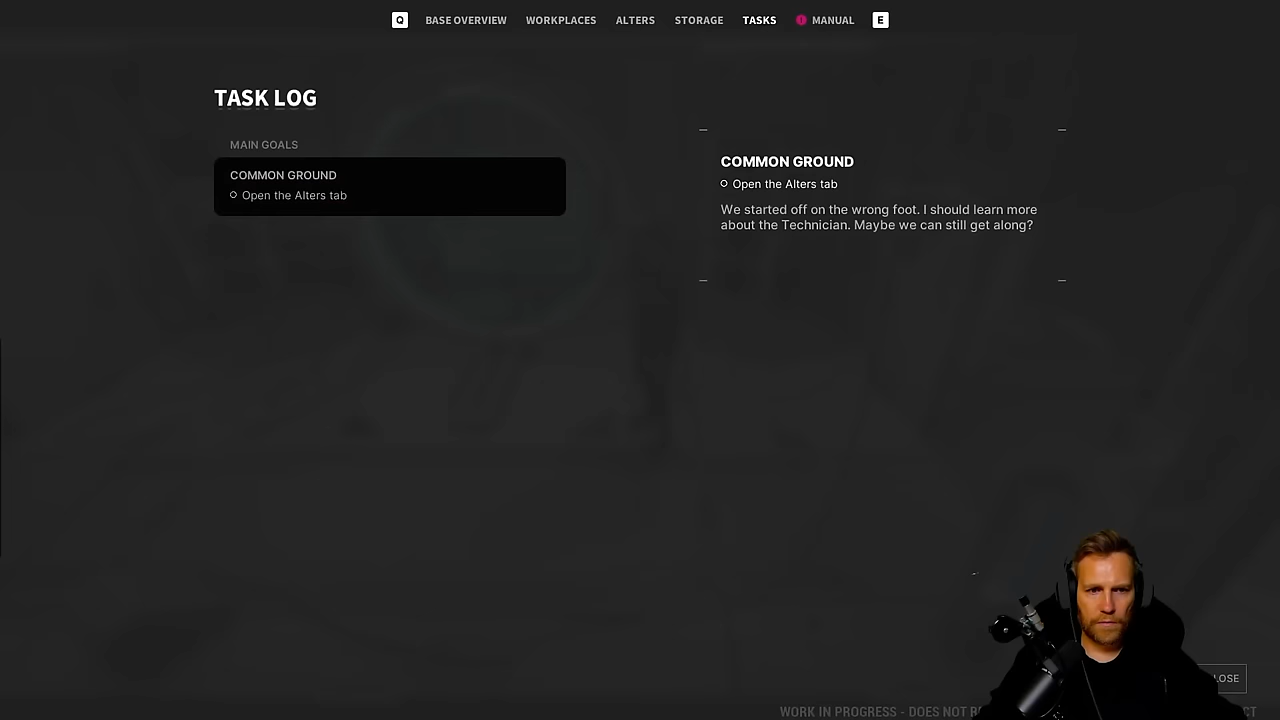 Q BASE OVERVIEW WORKPLACES ALTERS STORAGE TASKS ! MANUAL E
TASK LOG
MAIN GOALS
COMMON GROUND
Open the Alters tab
COMMON GROUND
Open the Alters tab
We started off on the wrong foot. I should learn more
about the Technician. Maybe we can still get along?
LOSE
WORK IN PROGRESS - DOES NOT